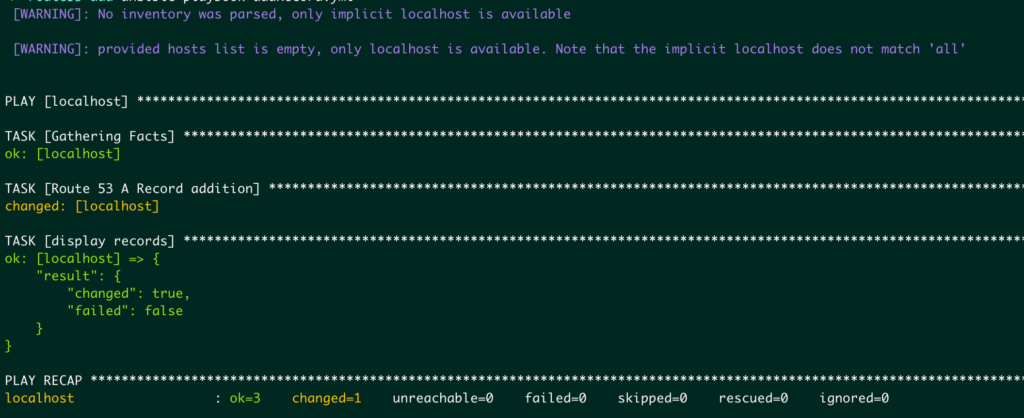 [WARNING]: No inventory was parsed, only implicit localhost is available
[WARNING]: provided hosts list is empty, only localhost is available. Note that the implicit localhost does not match 'all'
PLAY [localhost] ******************************************************************************************************************
TASK [Gathering Facts] ************************************************************************************************************
ok: [localhost]
TASK [Route 53 A Record addition] *************************************************************************************************
changed: [localhost]
TASK [display records] ************************************************************************************************************
ok: [localhost] => {
    "result": {
        "changed": true,
        "failed": false
    }
}
PLAY RECAP ************************************************************************************************************************
localhost                  : ok=3    changed=1    unreachable=0    failed=0    skipped=0    rescued=0    ignored=0